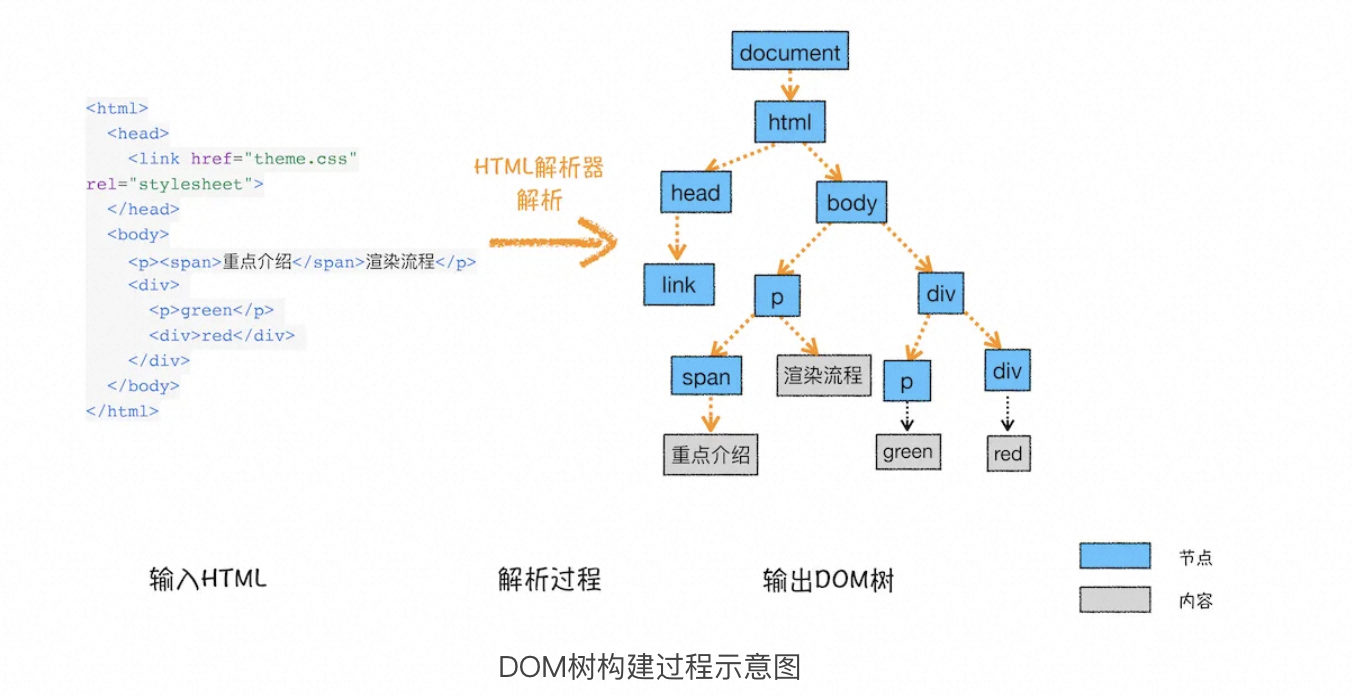 <html>
<head>
<link href="theme.css"
rel="stylesheet">
</head>
<body>
<p><span>重点介绍</span>渲染流程</p>
<div>
<p>green</p>
<div>red</div>
</div>
</body>
</html>
HTML解析器
解析
document
html
head
body
link
p
div
span
渲染流程
p
div
重点介绍
green
red
输入HTML
解析过程
输出DOM树
节点
内容
DOM树构建过程示意图